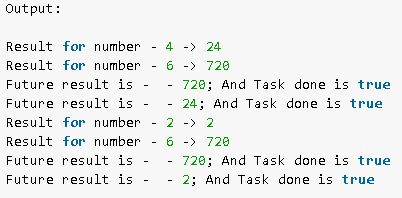 Output:
Result for number - 4 -> 24
Result for number - 6 -> 720
Future result is -  - 720; And Task done is true
Future result is -  - 24; And Task done is true
Result for number - 2 -> 2
Result for number - 6 -> 720
Future result is -  - 720; And Task done is true
Future result is -  - 2; And Task done is true